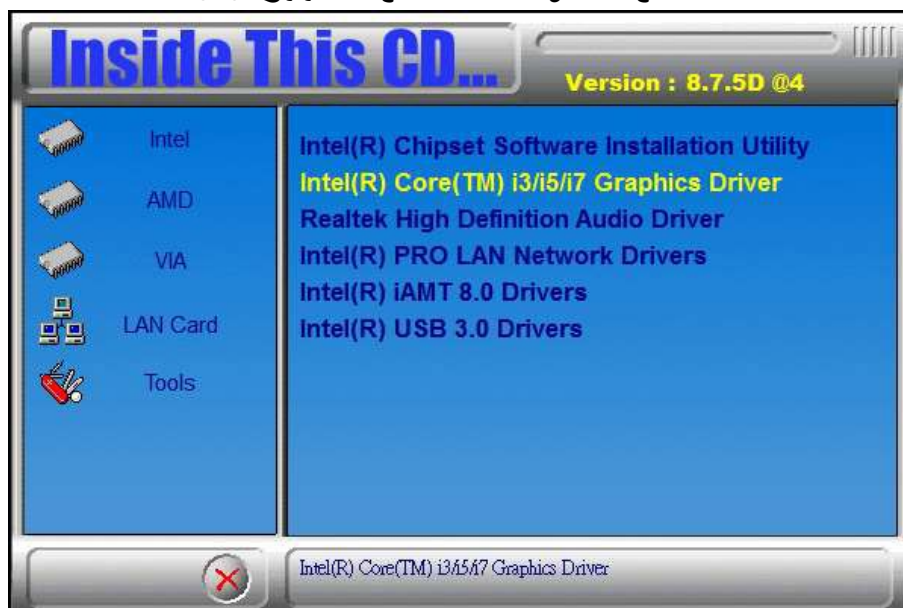 Inside This CD...
Version : 8.7.5D @4
Intel
AMD
VIA
LAN Card
Tools
Intel(R) Chipset Software Installation Utility
Intel(R) Core(TM) i3/i5/i7 Graphics Driver
Realtek High Definition Audio Driver
Intel(R) PRO LAN Network Drivers
Intel(R) iAMT 8.0 Drivers
Intel(R) USB 3.0 Drivers
Intel(R) Core(TM) i3/i5/i7 Graphics Driver